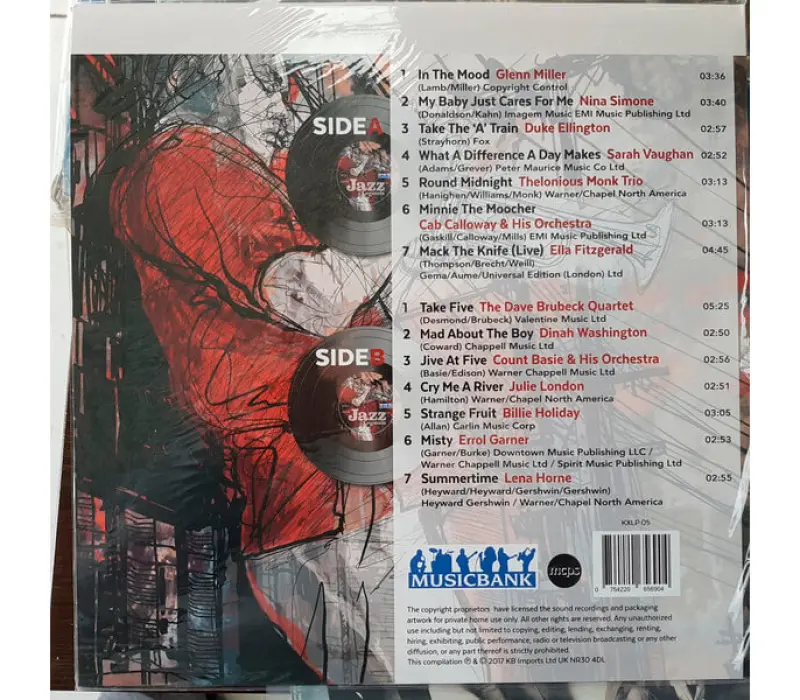 SIDE A
Jazz
1 In The Mood Glenn Miller 03:36
(Lamb/Miller) Copyright Control
2 My Baby Just Cares For Me Nina Simone 03:40
(Donaldson/Kahn) Imagem Music EMI Music Publishing Ltd
3 Take The 'A' Train Duke Ellington 02:57
(Strayhorn) Fox
4 What A Difference A Day Makes Sarah Vaughan 02:52
(Adams/Grever) Peter Maurice Music Co Ltd
5 Round Midnight Thelonious Monk Trio 03:13
(Hanighen/Williams/Monk) Warner/Chapel North America
6 Minnie The Moocher
Cab Calloway & His Orchestra 03:13
(Gaskill/Calloway/Mills) EMI Music Publishing Ltd
7 Mack The Knife (Live) Ella Fitzgerald 04:45
(Thompson/Brecht/Weill)
Gema/Aume/Universal Edition (London) Ltd
SIDE B
Jazz
1 Take Five The Dave Brubeck Quartet 05:25
(Desmond/Brubeck) Valentine Music Ltd
2 Mad About The Boy Dinah Washington 02:50
(Coward) Chappell Music Ltd
3 Jive At Five Count Basie & His Orchestra 02:56
(Basie/Edison) Warner Chappell Music Ltd
4 Cry Me A River Julie London 02:51
(Hamilton) Warner/Chapel North America
5 Strange Fruit Billie Holiday 03:05
(Allan) Carlin Music Corp
6 Misty Errol Garner 02:53
(Garner/Burke) Downtown Music Publishing LLC /
Warner Chappell Music Ltd / Spirit Music Publishing Ltd
7 Summertime Lena Horne 02:55
(Heyward/Heyward/Gershwin/Gershwin)
Heyward Gershwin / Warner/Chapel North America
KXLP 05
MUSICBANK
mcps
0 754220 656904
The copyright proprietors have licensed the sound recordings and packaging
artwork for private home use only. All other rights are reserved. Any unauthorized
use including but not limited to copying, editing, lending, exchanging, renting,
hiring, exhibiting, public performance, radio or television broadcasting or any other
diffusion, or any part thereof is strictly prohibited.
This compilation ℗ & © 2017 KB Imports Ltd UK NR30 4DL